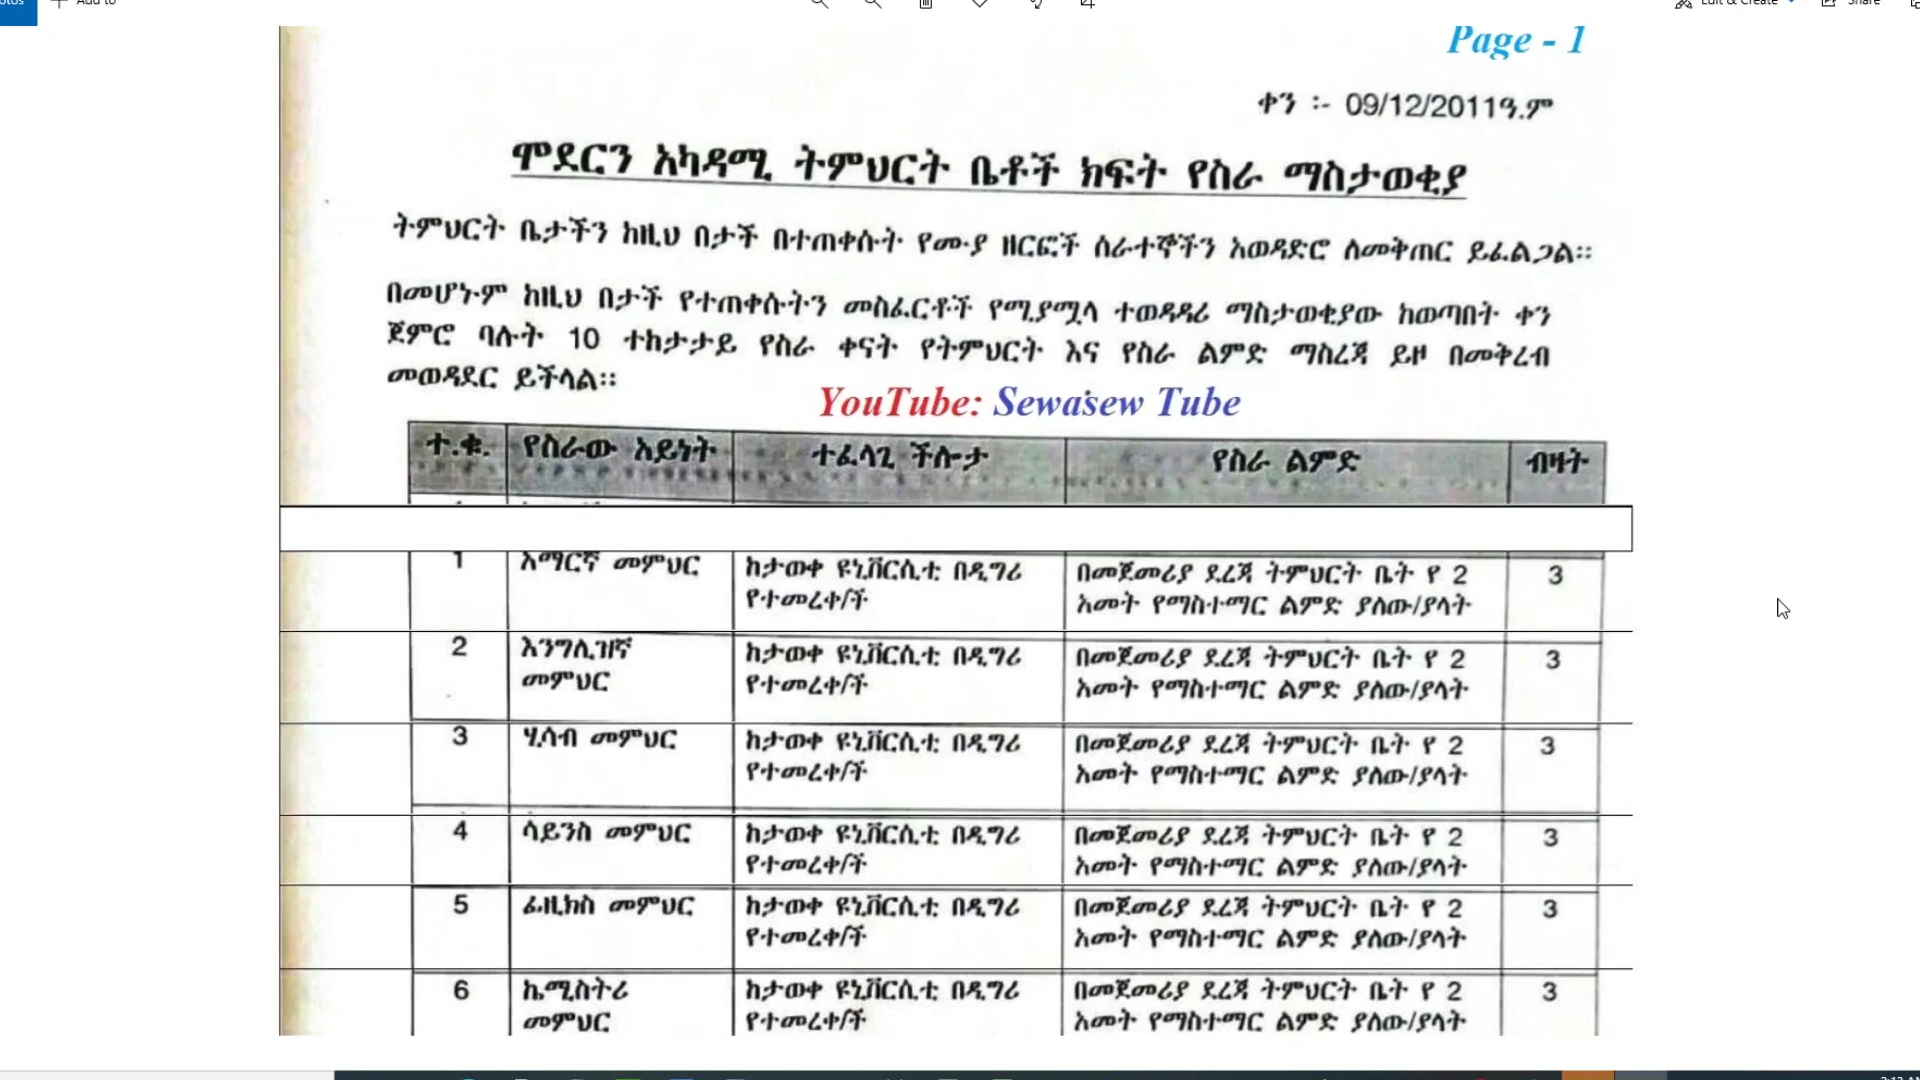 Add to
Edit & Create
Share
Page - 1
ቀን ፡- 09/12/2011ዓ.ም
ሞደርን አካዳሚ ትምህርት ቤቶች ክፍት የስራ ማስታወቂያ
ትምህርት ቤታችን ከዚህ በታች በተጠቀሱት የሙያ ዘርፎች ሰራተኞችን አወዳድሮ ለመቅጠር ይፈልጋል፡፡
በመሆኑም ከዚህ በታች የተጠቀሱትን መስፈርቶች የሚያሟላ ተወዳዳሪ ማስታወቂያው ከወጣበት ቀን
ጀምሮ ባሉት 10 ተከታታይ የስራ ቀናት የትምህርት እና የስራ ልምድ ማስረጃ ይዞ በመቅረብ
መወዳደር ይችላል፡፡
YouTube: Sewasew Tube
ተ.ቁ. የስራው አይነት ተፈላጊ ችሎታ የስራ ልምድ ብዛት
1 አማርኛ መምህር ከታወቀ ዩኒቨርሲቲ በዲግሪ በመጀመሪያ ደረጃ ትምህርት ቤት የ 2 3
የተመረቀ/ች አመት የማስተማር ልምድ ያለው/ያላት
2 እንግሊዝኛ ከታወቀ ዩኒቨርሲቲ በዲግሪ በመጀመሪያ ደረጃ ትምህርት ቤት የ 2 3
መምህር የተመረቀ/ች አመት የማስተማር ልምድ ያለው/ያላት
3 ሂሳብ መምህር ከታወቀ ዩኒቨርሲቲ በዲግሪ በመጀመሪያ ደረጃ ትምህርት ቤት የ 2 3
የተመረቀ/ች አመት የማስተማር ልምድ ያለው/ያላት
4 ሳይንስ መምህር ከታወቀ ዩኒቨርሲቲ በዲግሪ በመጀመሪያ ደረጃ ትምህርት ቤት የ 2 3
የተመረቀ/ች አመት የማስተማር ልምድ ያለው/ያላት
5 ፊዚክስ መምህር ከታወቀ ዩኒቨርሲቲ በዲግሪ በመጀመሪያ ደረጃ ትምህርት ቤት የ 2 3
የተመረቀ/ች አመት የማስተማር ልምድ ያለው/ያላት
6 ኬሚስትሪ ከታወቀ ዩኒቨርሲቲ በዲግሪ በመጀመሪያ ደረጃ ትምህርት ቤት የ 2 3
መምህር የተመረቀ/ች አመት የማስተማር ልምድ ያለው/ያላት